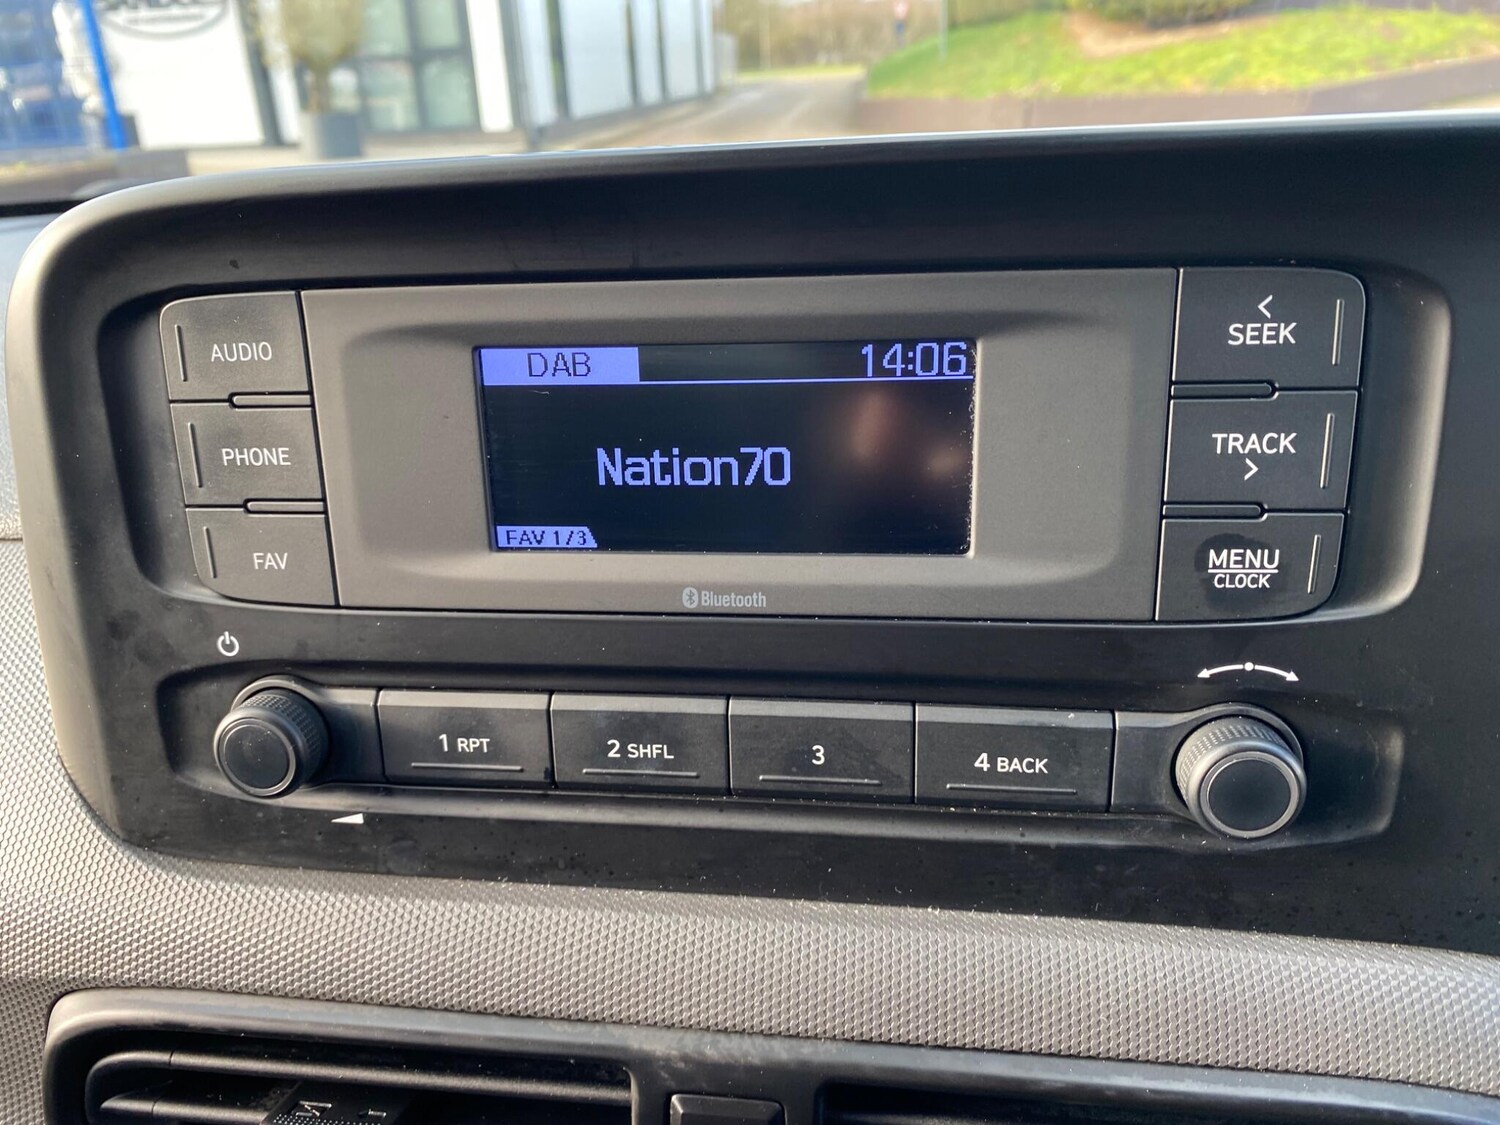 AUDIO
PHONE
FAV
DAB 14:06
Nation70
FAV 1/3
Bluetooth
<
SEEK
TRACK
>
MENU
CLOCK
1 RPT
2 SHFL
3
4 BACK